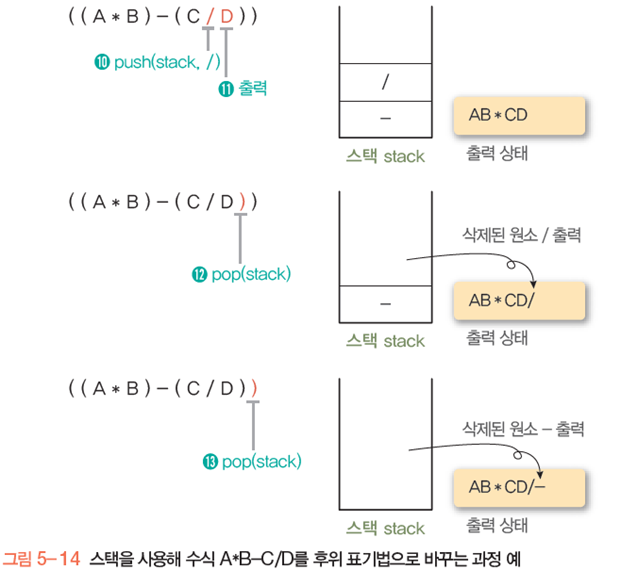 ((A*B)-(C/D))
⑩ push(stack, /)
⑪ 출력
/
-
AB*CD
스택 stack
출력 상태
((A*B)-(C/D))
⑫ pop(stack)
삭제된 원소 / 출력
-
AB*CD/
스택 stack
출력 상태
((A*B)-(C/D))
⑬ pop(stack)
삭제된 원소 - 출력
AB*CD/-
스택 stack
출력 상태
그림 5-14 스택을 사용해 수식 A*B-C/D를 후위 표기법으로 바꾸는 과정 예